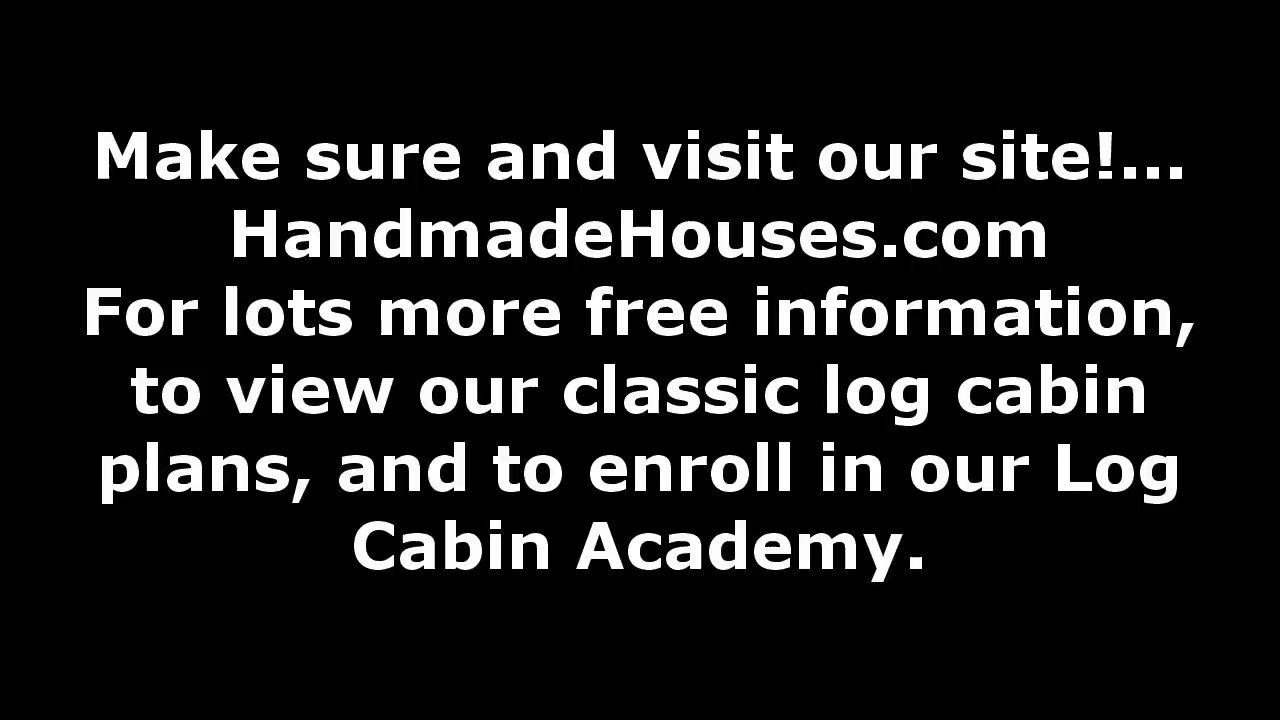 Make sure and visit our site!...
HandmadeHouses.com
For lots more free information,
to view our classic log cabin
plans, and to enroll in our Log
Cabin Academy.